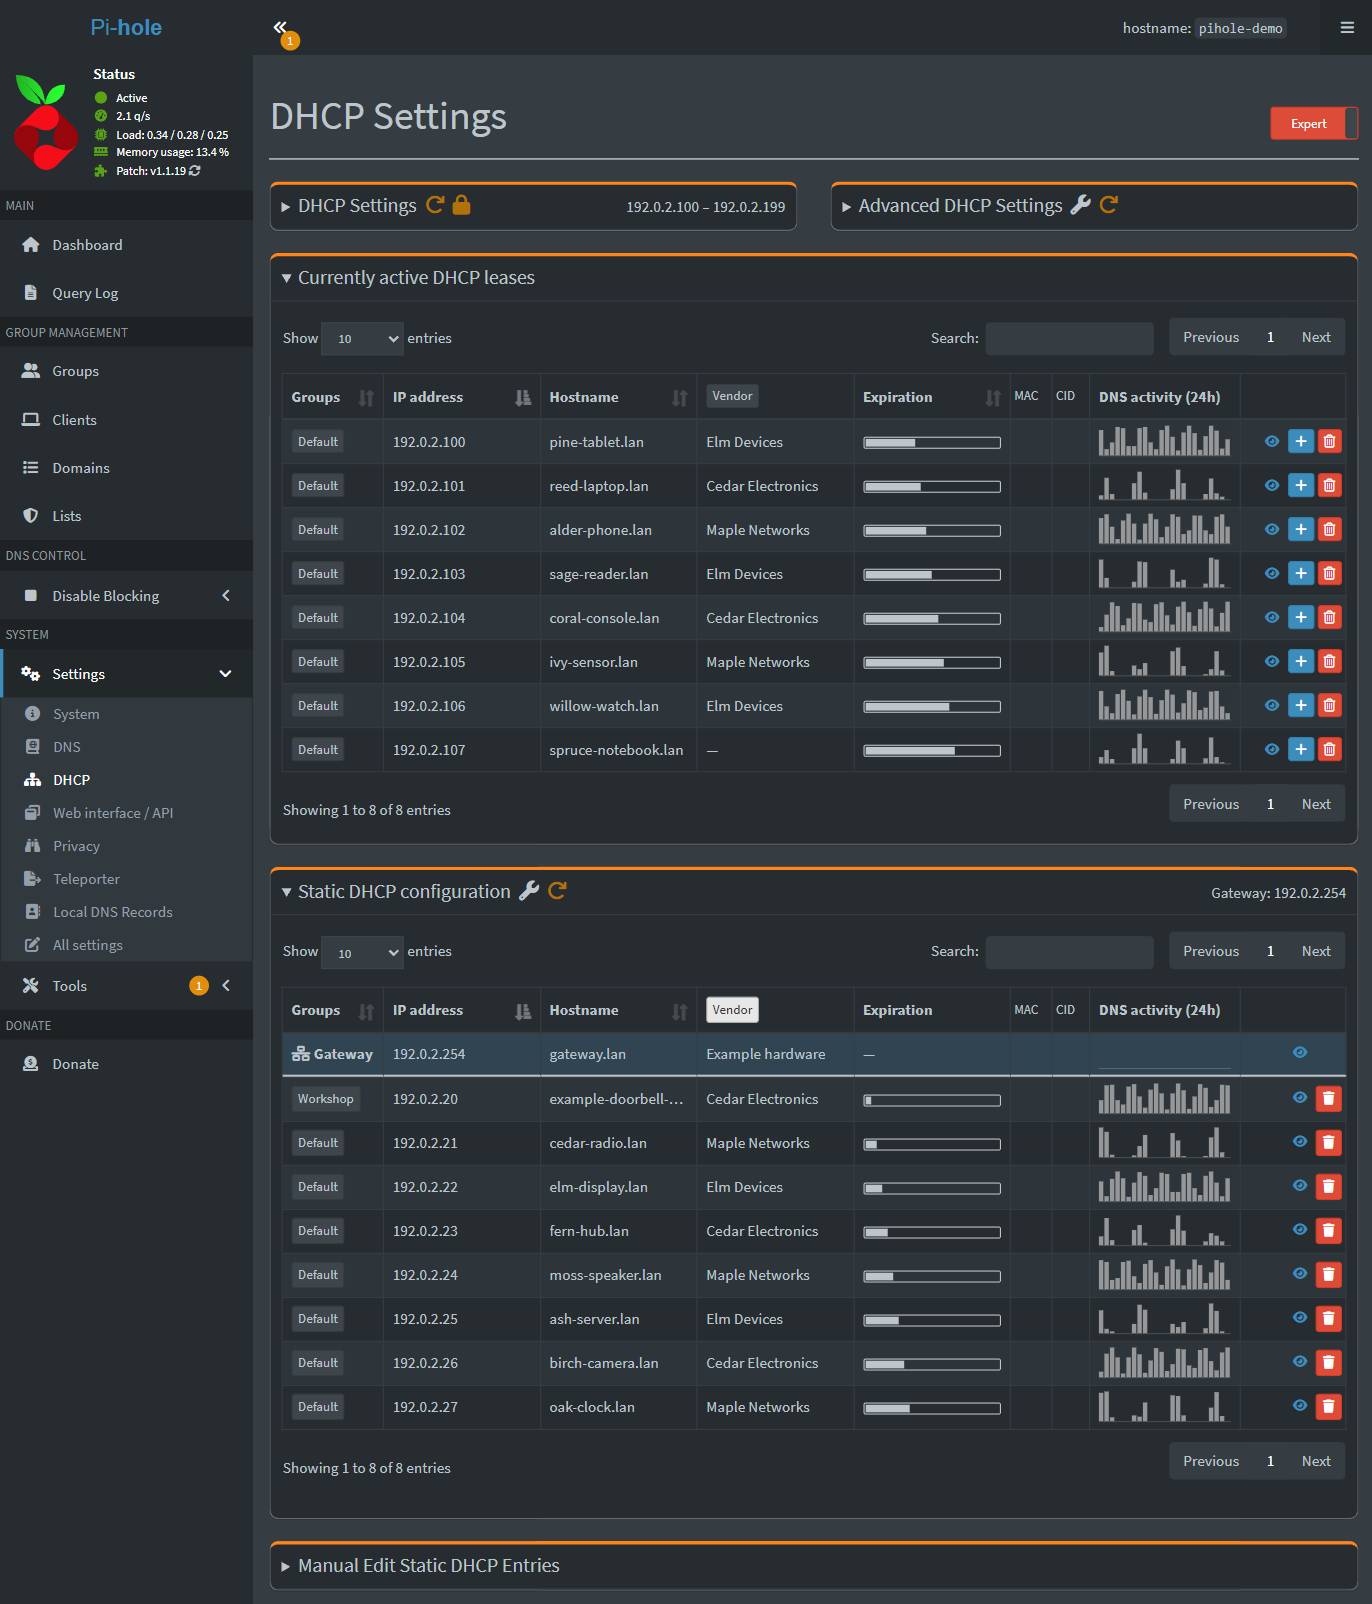 Pi-hole
1
hostname: pihole-demo
Status
Active
2.1 q/s
Load: 0.34 / 0.28 / 0.25
Memory usage: 13.4 %
Patch: v1.1.19
MAIN
Dashboard
Query Log
GROUP MANAGEMENT
Groups
Clients
Domains
Lists
DNS CONTROL
Disable Blocking
SYSTEM
Settings
System
DNS
DHCP
Web interface / API
Privacy
Teleporter
Local DNS Records
All settings
Tools 1
DONATE
Donate
DHCP Settings
Expert
DHCP Settings 192.0.2.100 – 192.0.2.199
Advanced DHCP Settings
Currently active DHCP leases
Show 10 entries Search: Previous 1 Next
Groups IP address Hostname Vendor Expiration MAC CID DNS activity (24h)
Default 192.0.2.100 pine-tablet.lan Elm Devices
Default 192.0.2.101 reed-laptop.lan Cedar Electronics
Default 192.0.2.102 alder-phone.lan Maple Networks
Default 192.0.2.103 sage-reader.lan Elm Devices
Default 192.0.2.104 coral-console.lan Cedar Electronics
Default 192.0.2.105 ivy-sensor.lan Maple Networks
Default 192.0.2.106 willow-watch.lan Elm Devices
Default 192.0.2.107 spruce-notebook.lan —
Showing 1 to 8 of 8 entries Previous 1 Next
Static DHCP configuration Gateway: 192.0.2.254
Show 10 entries Search: Previous 1 Next
Groups IP address Hostname Vendor Expiration MAC CID DNS activity (24h)
Gateway 192.0.2.254 gateway.lan Example hardware —
Workshop 192.0.2.20 example-doorbell-... Cedar Electronics
Default 192.0.2.21 cedar-radio.lan Maple Networks
Default 192.0.2.22 elm-display.lan Elm Devices
Default 192.0.2.23 fern-hub.lan Cedar Electronics
Default 192.0.2.24 moss-speaker.lan Maple Networks
Default 192.0.2.25 ash-server.lan Elm Devices
Default 192.0.2.26 birch-camera.lan Cedar Electronics
Default 192.0.2.27 oak-clock.lan Maple Networks
Showing 1 to 8 of 8 entries Previous 1 Next
Manual Edit Static DHCP Entries